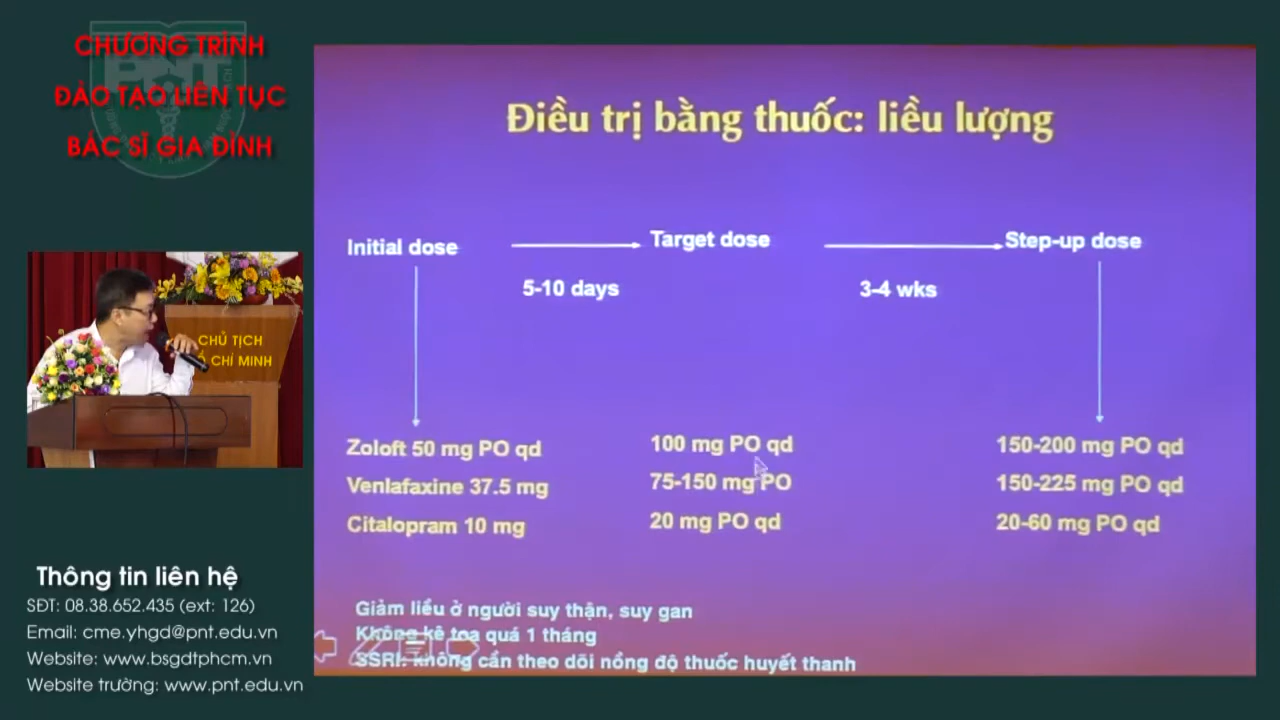 CHƯƠNG TRÌNH
ĐÀO TẠO LIÊN TỤC
BÁC SĨ GIA ĐÌNH
PNT
CHỦ TỊCH
CHÍ MINH
Thông tin liên hệ
SĐT: 08.38.652.435 (ext: 126)
Email: cme.yhgd@pnt.edu.vn
Website: www.bsgdtphcm.vn
Website trường: www.pnt.edu.vn
Điều trị bằng thuốc: liều lượng
Initial dose
Target dose
Step-up dose
5-10 days
3-4 wks
Zoloft 50 mg PO qd
100 mg PO qd
150-200 mg PO qd
Venlafaxine 37.5 mg
75-150 mg PO
150-225 mg PO qd
Citalopram 10 mg
20 mg PO qd
20-60 mg PO qd
Giảm liều ở người suy thận, suy gan
Không kê toa quá 1 tháng
SSRI: không cần theo dõi nồng độ thuốc huyết thanh